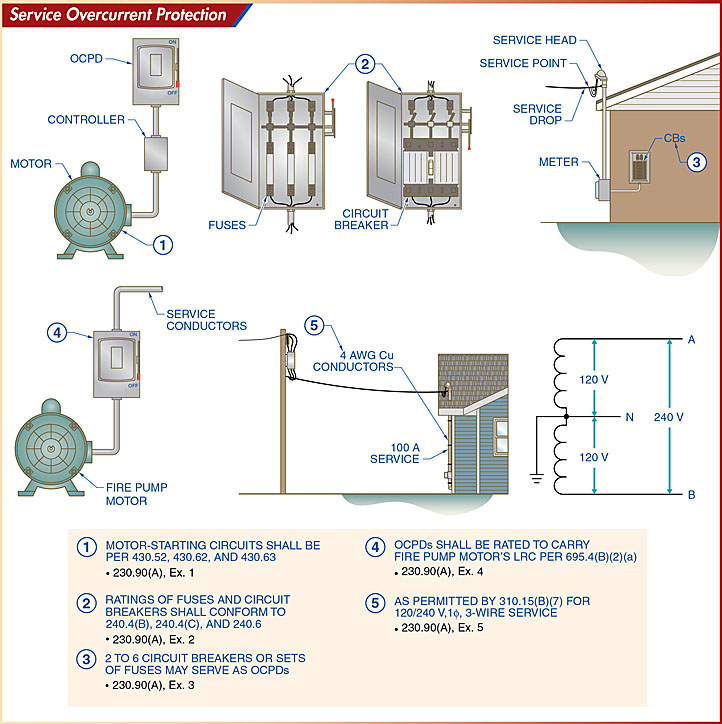 Service Overcurrent Protection
OCPD
ON
OFF
CONTROLLER
MOTOR
1
2
FUSES
CIRCUIT
BREAKER
SERVICE HEAD
SERVICE POINT
SERVICE
DROP
METER
CBs
3
4
SERVICE
CONDUCTORS
ON
OFF
FIRE PUMP
MOTOR
5
4 AWG Cu
CONDUCTORS
100 A
SERVICE
A
120 V
N
240 V
120 V
B
1 MOTOR-STARTING CIRCUITS SHALL BE
PER 430.52, 430.62, AND 430.63
• 230.90(A), Ex. 1
2 RATINGS OF FUSES AND CIRCUIT
BREAKERS SHALL CONFORM TO
240.4(B), 240.4(C), AND 240.6
• 230.90(A), Ex. 2
3 2 TO 6 CIRCUIT BREAKERS OR SETS
OF FUSES MAY SERVE AS OCPDs
• 230.90(A), Ex. 3
4 OCPDs SHALL BE RATED TO CARRY
FIRE PUMP MOTOR'S LRC PER 695.4(B)(2)(a)
• 230.90(A), Ex. 4
5 AS PERMITTED BY 310.15(B)(7) FOR
120/240 V,1ϕ, 3-WIRE SERVICE
• 230.90(A), Ex. 5